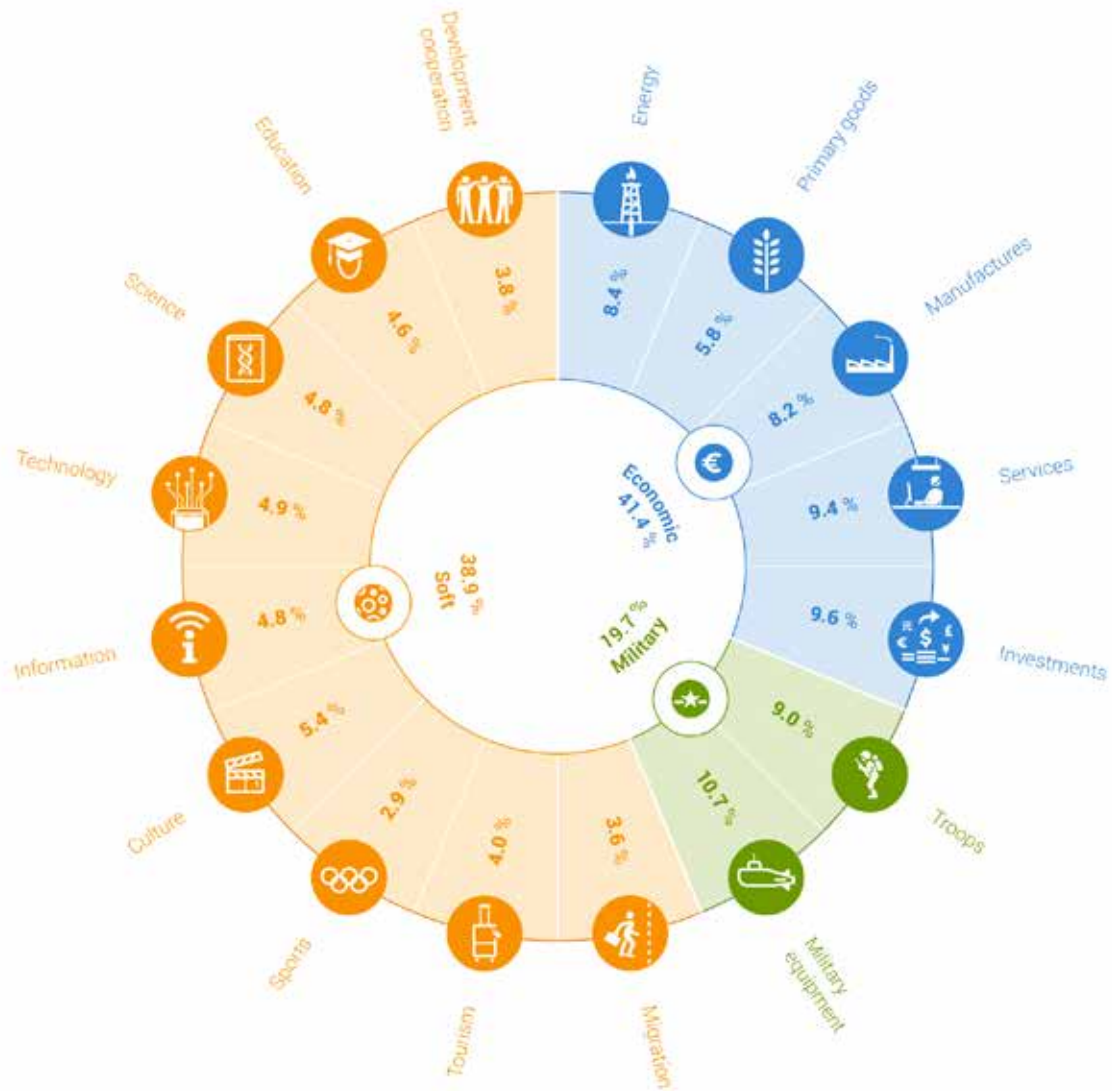 Energy
8.4 %
Primary goods
5.8 %
Manufactures
8.2 %
Services
9.4 %
Investments
9.6 %
Troops
9.0 %
Military
equipment
10.7 %
Migration
3.6 %
Tourism
4.0 %
Sports
2.9 %
Culture
5.4 %
Information
4.8 %
Technology
4.9 %
Science
4.8 %
Education
4.6 %
Development
cooperation
3.8 %
Economic
41.4 %
€
19.7 %
Military
38.9 %
Soft
i
€ $ £
¥